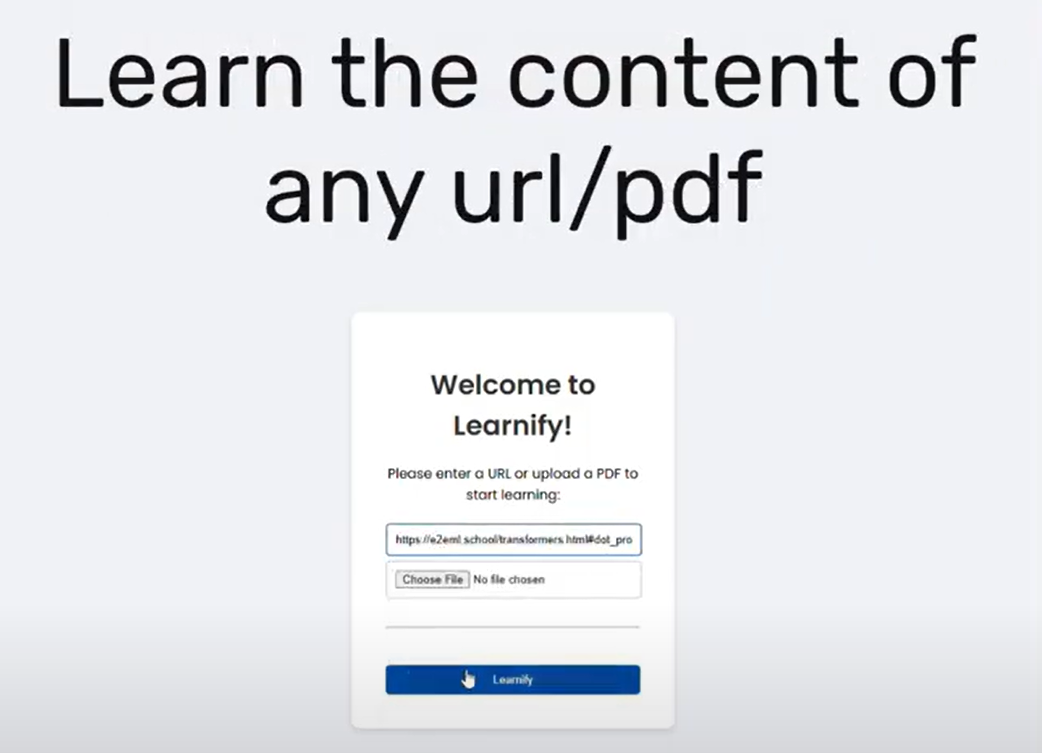 Learn the content of
any url/pdf
Welcome to
Learnify!
Please enter a URL or upload a PDF to
start learning:
https://e2eml.school/transformers.html#dot_pro
Choose File No file chosen
Learnify